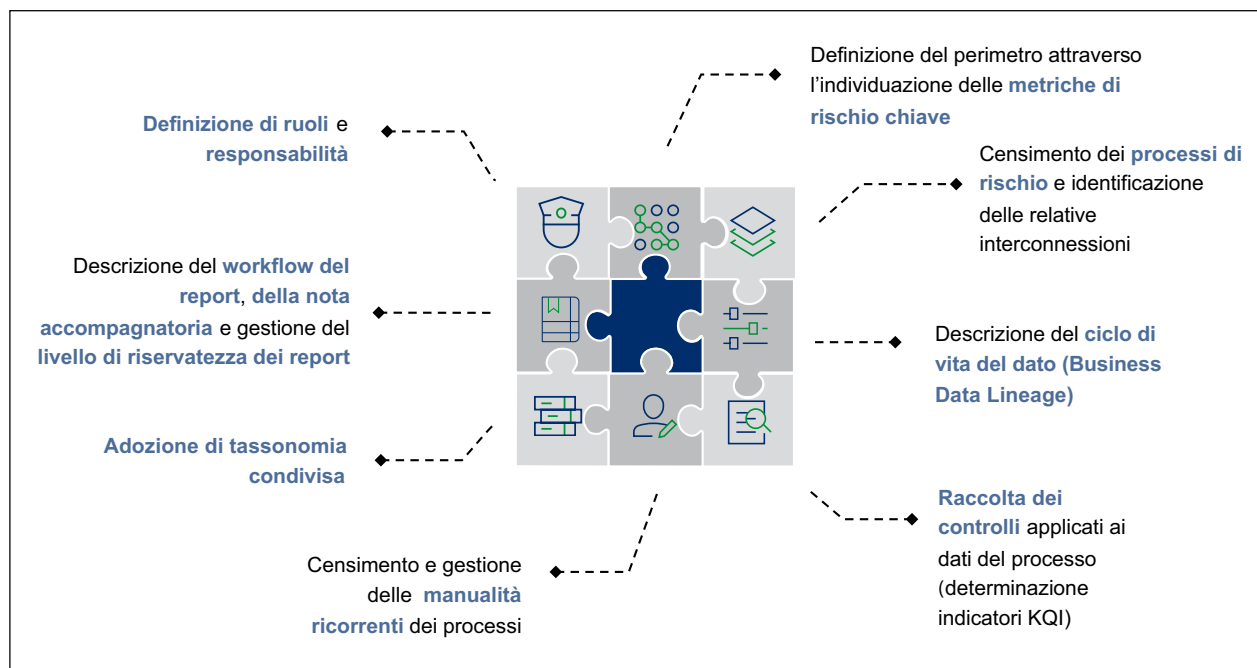 Definizione del perimetro attraverso
l'individuazione delle metriche di
rischio chiave
Definizione di ruoli e
responsabilità
Censimento dei processi di
rischio e identificazione
delle relative
interconnessioni
Descrizione del workflow del
report, della nota
accompagnatoria e gestione del
livello di riservatezza dei report
Descrizione del ciclo di
vita del dato (Business
Data Lineage)
Adozione di tassonomia
condivisa
Raccolta dei
controlli applicati ai
dati del processo
(determinazione
indicatori KQI)
Censimento e gestione
delle manualità
ricorrenti dei processi